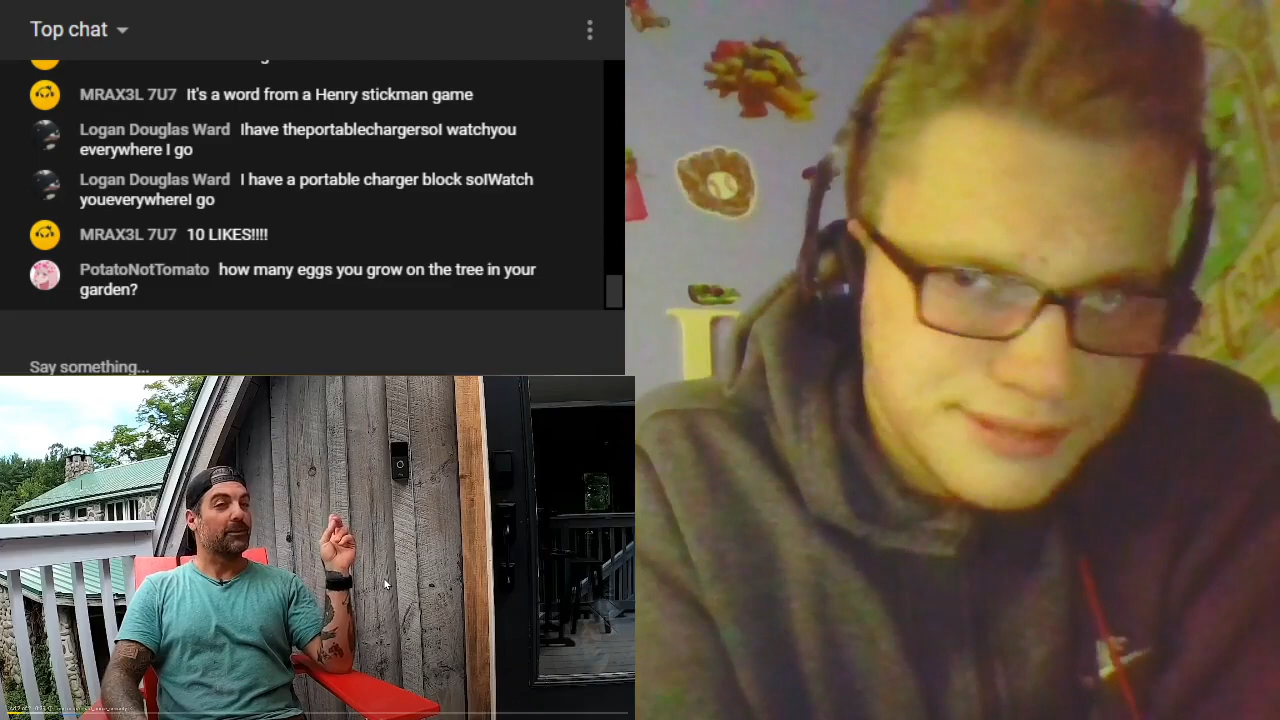 Top chat
MRAX3L 7U7 It's a word from a Henry stickman game
Logan Douglas Ward Ihave theportablechargersoI watchyou
everywhere I go
Logan Douglas Ward I have a portable charger block soIWatch
youeverywhereI go
MRAX3L 7U7 10 LIKES!!!!
PotatoNotTomato how many eggs you grow on the tree in your
garden?
Say something...